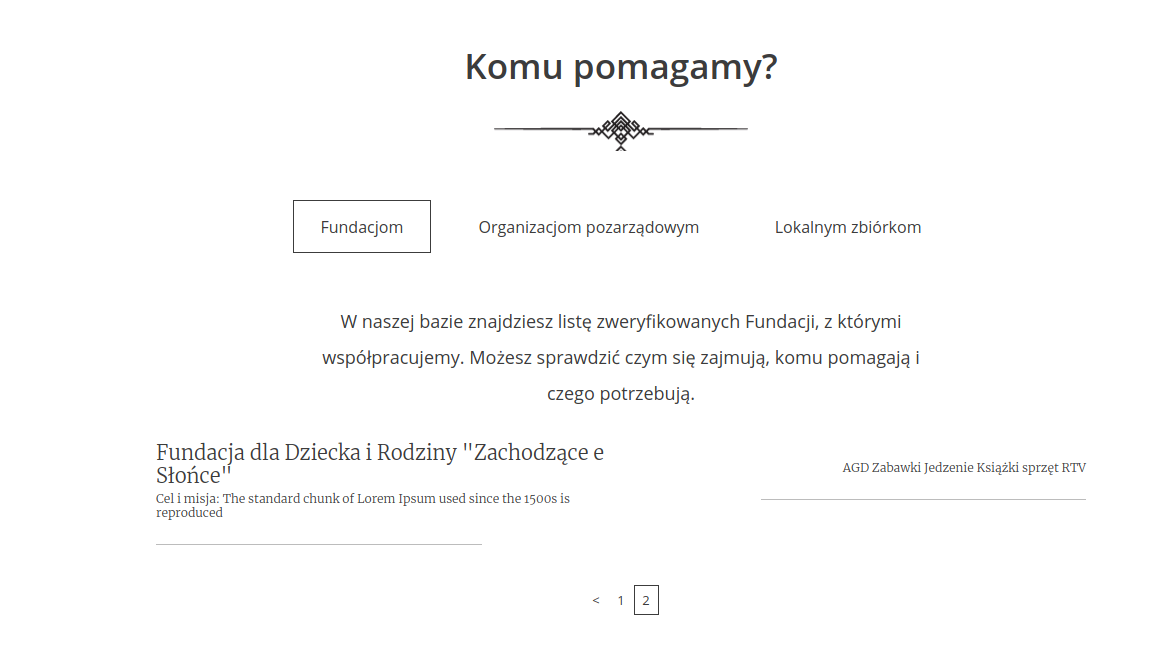 Komu pomagamy?
Fundacjom
Organizacjom pozarządowym
Lokalnym zbiórkom
W naszej bazie znajdziesz listę zweryfikowanych Fundacji, z którymi
współpracujemy. Możesz sprawdzić czym się zajmują, komu pomagają i
czego potrzebują.
Fundacja dla Dziecka i Rodziny "Zachodzące e
Słońce"
Cel i misja: The standard chunk of Lorem Ipsum used since the 1500s is
reproduced
AGD Zabawki Jedzenie Książki sprzęt RTV
< 1 2